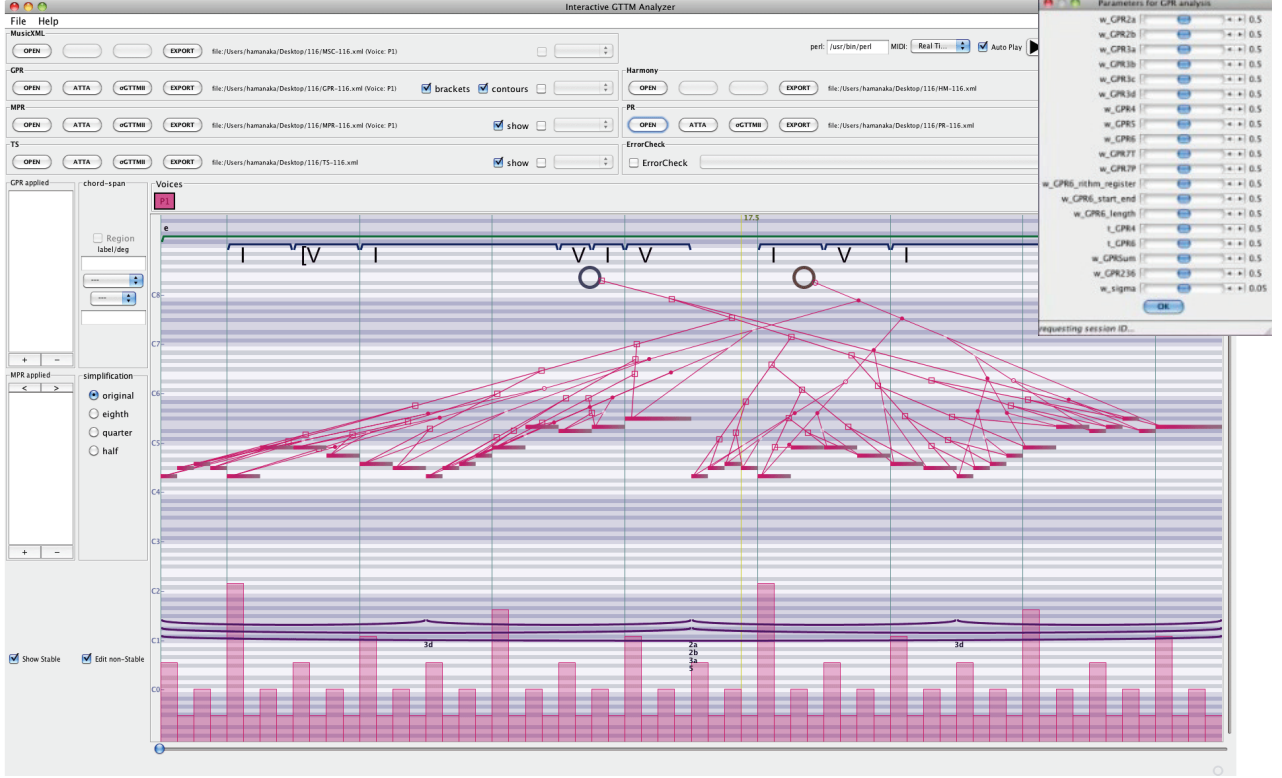 Interactive GTTM Analyzer
File Help
MusicXML
OPEN EXPORT file:/Users/hamanaka/Desktop/116/MSC-116.xml (Voice: P1)
perl: /usr/bin/perl MIDI: Real Ti... Auto Play
GPR
OPEN ATTA σGTTMII EXPORT file:/Users/hamanaka/Desktop/116/GPR-116.xml (Voice: P1) brackets contours
Harmony
OPEN EXPORT file:/Users/hamanaka/Desktop/116/HM-116.xml
MPR
OPEN ATTA σGTTMII EXPORT file:/Users/hamanaka/Desktop/116/MPR-116.xml (Voice: P1) show
PR
OPEN ATTA σGTTMII EXPORT file:/Users/hamanaka/Desktop/116/PR-116.xml
TS
OPEN ATTA σGTTMII EXPORT file:/Users/hamanaka/Desktop/116/TS-116.xml show
ErrorCheck
ErrorCheck
Parameters for GPR analysis
w_GPR2a 0.5
w_GPR2b 0.5
w_GPR3a 0.5
w_GPR3b 0.5
w_GPR3c 0.5
w_GPR3d 0.5
w_GPR4 0.5
w_GPR5 0.5
w_GPR6 0.5
w_GPR7T 0.5
w_GPR7P 0.5
w_GPR6_rithm_register 0.5
w_GPR6_start_end 0.5
w_GPR6_length 0.5
t_GPR4 0.5
t_GPR6 0.5
w_GPRSum 0.5
w_GPR236 0.5
w_sigma 0.05
OK
requesting session ID...
GPR applied
+ −
MPR applied
< >
+ −
chord-span
Region
label/deg
---
---
simplification
original
eighth
quarter
half
Show Stable Edit non-Stable
Voices
P1
17.5
e
I [V I V I V I V I
C8
C7
C6
C5
C4
C3
C2
C1
C0
3d
2a
2b
3a
5
3d